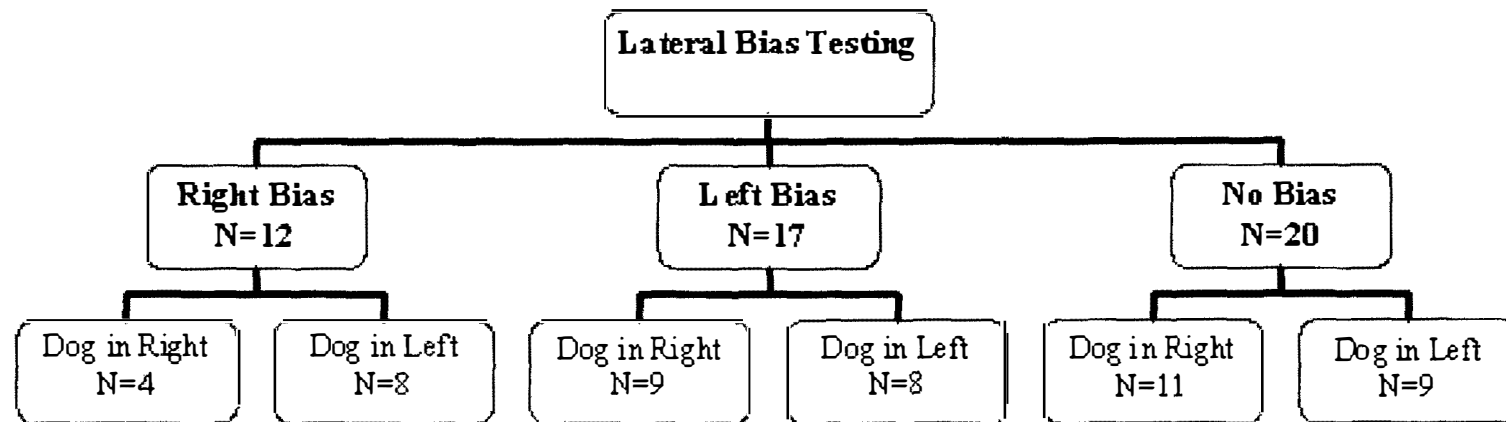 Lateral Bias Testing
Right Bias
N=12
Left Bias
N=17
No Bias
N=20
Dog in Right
N=4
Dog in Left
N=8
Dog in Right
N=9
Dog in Left
N=8
Dog in Right
N=11
Dog in Left
N=9